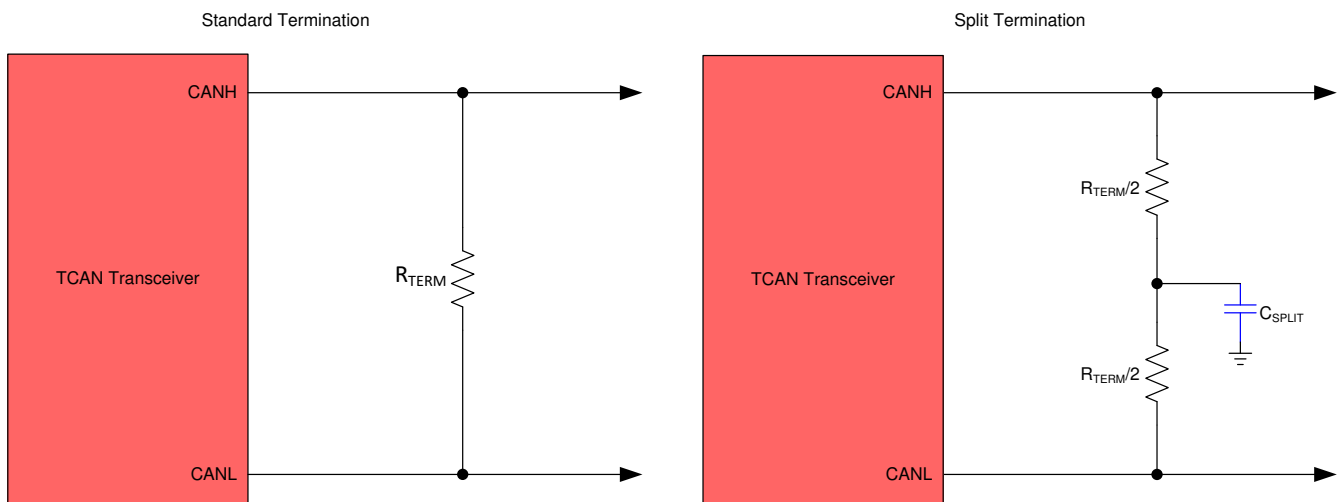 Standard Termination
CANH
TCAN Transceiver
RTERM
CANL
Split Termination
CANH
RTERM/2
TCAN Transceiver
CSPLIT
RTERM/2
CANL